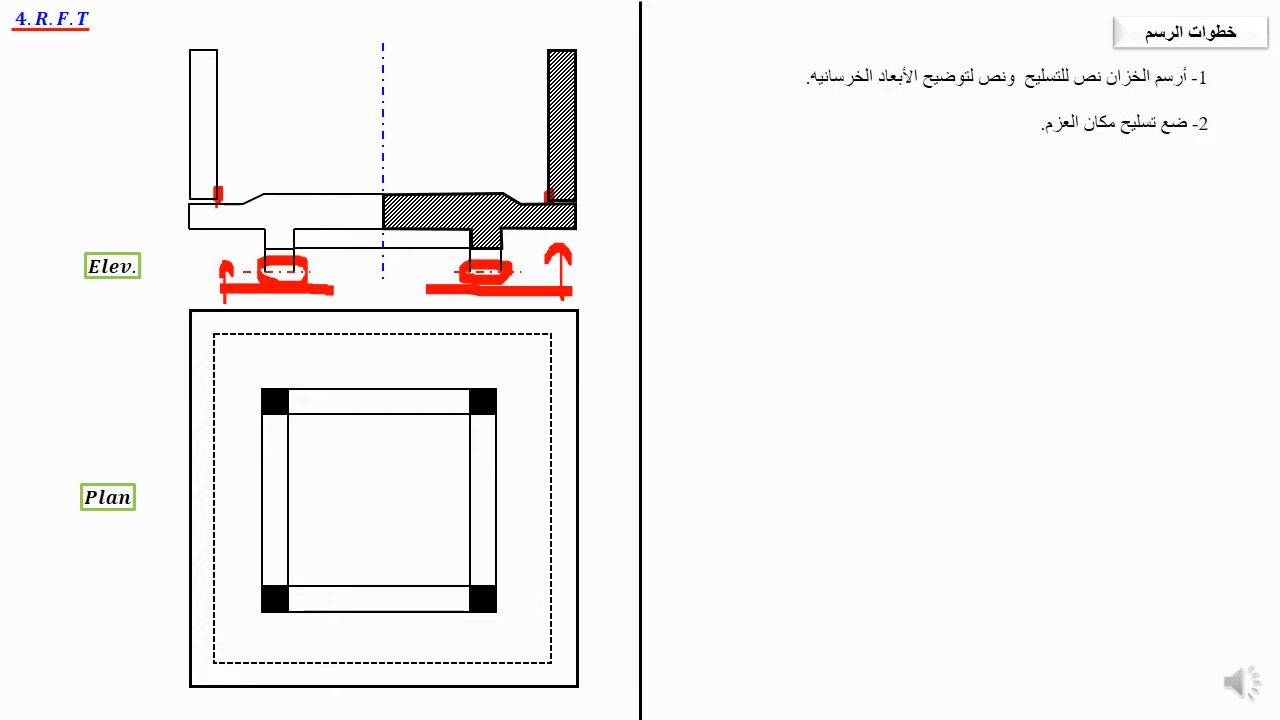 4. R. F. T
خطوات الرسم
1- أرسم الخزان نص للتسليح ونص لتوضيح الأبعاد الخرسانيه.
2- ضع تسليح مكان العزم.
Elev.
Plan